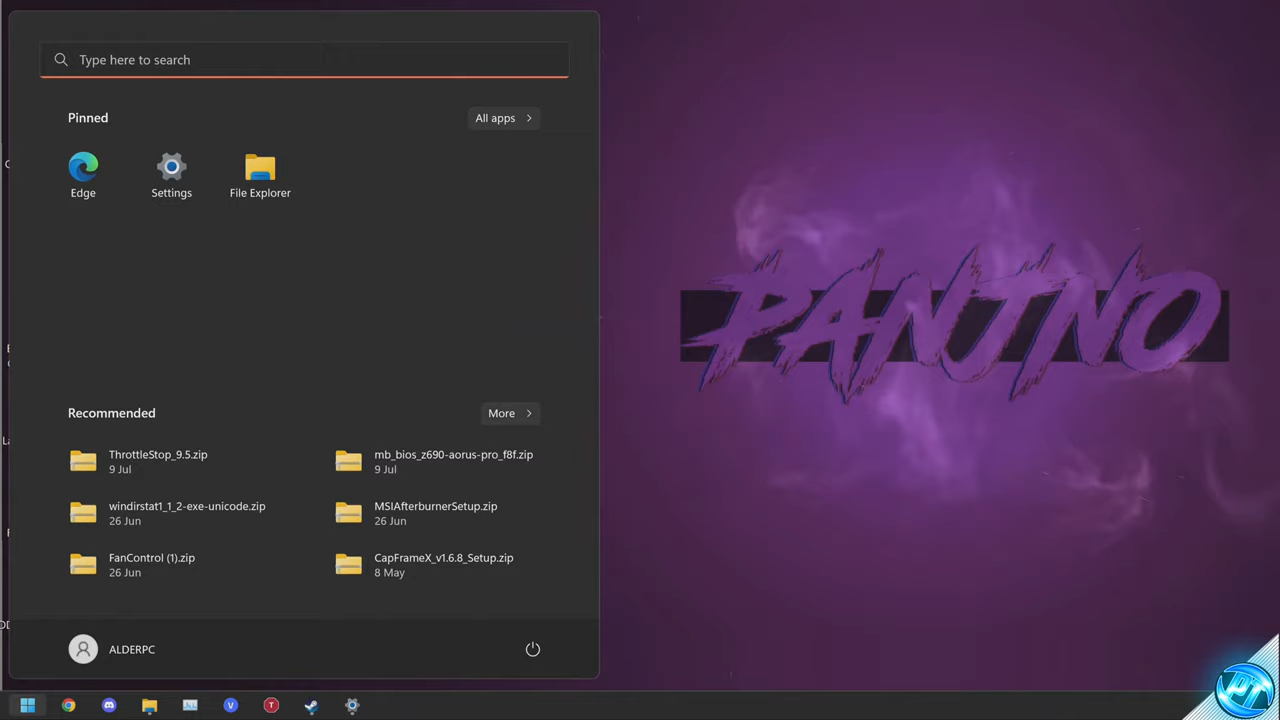 Type here to search
Pinned
All apps
Edge
Settings
File Explorer
Recommended
More
ThrottleStop_9.5.zip
9 Jul
mb_bios_z690-aorus-pro_f8f.zip
9 Jul
windirstat1_1_2-exe-unicode.zip
26 Jun
MSIAfterburnerSetup.zip
26 Jun
FanControl (1).zip
26 Jun
CapFrameX_v1.6.8_Setup.zip
8 May
ALDERPC
PANJNO
V
T
PT